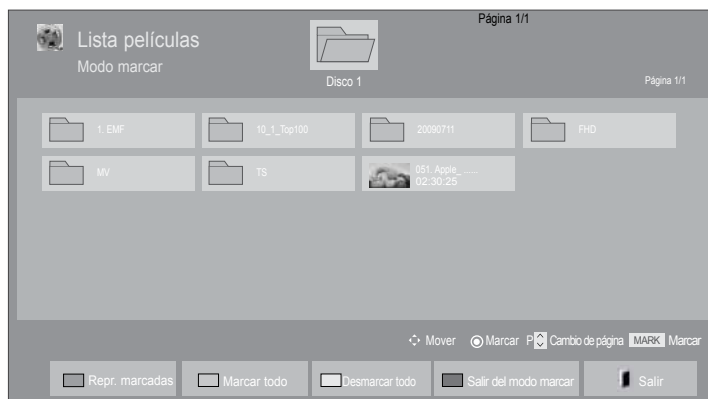 Página 1/1
Lista películas
Modo marcar
Disco 1
Página 1/1
1. EMF
10_1_Top100
20090711
FHD
MV
TS
051. Apple_ ......
02:30:25
Mover Marcar P Cambio de página MARK Marcar
Repr. marcadas Marcar todo Desmarcar todo Salir del modo marcar Salir